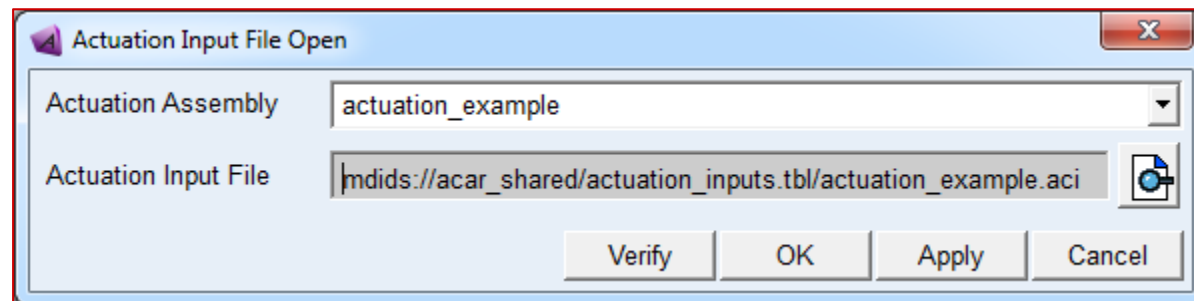 Actuation Input File Open
Actuation Assembly actuation_example
Actuation Input File mdids://acar_shared/actuation_inputs.tbl/actuation_example.aci
Verify OK Apply Cancel